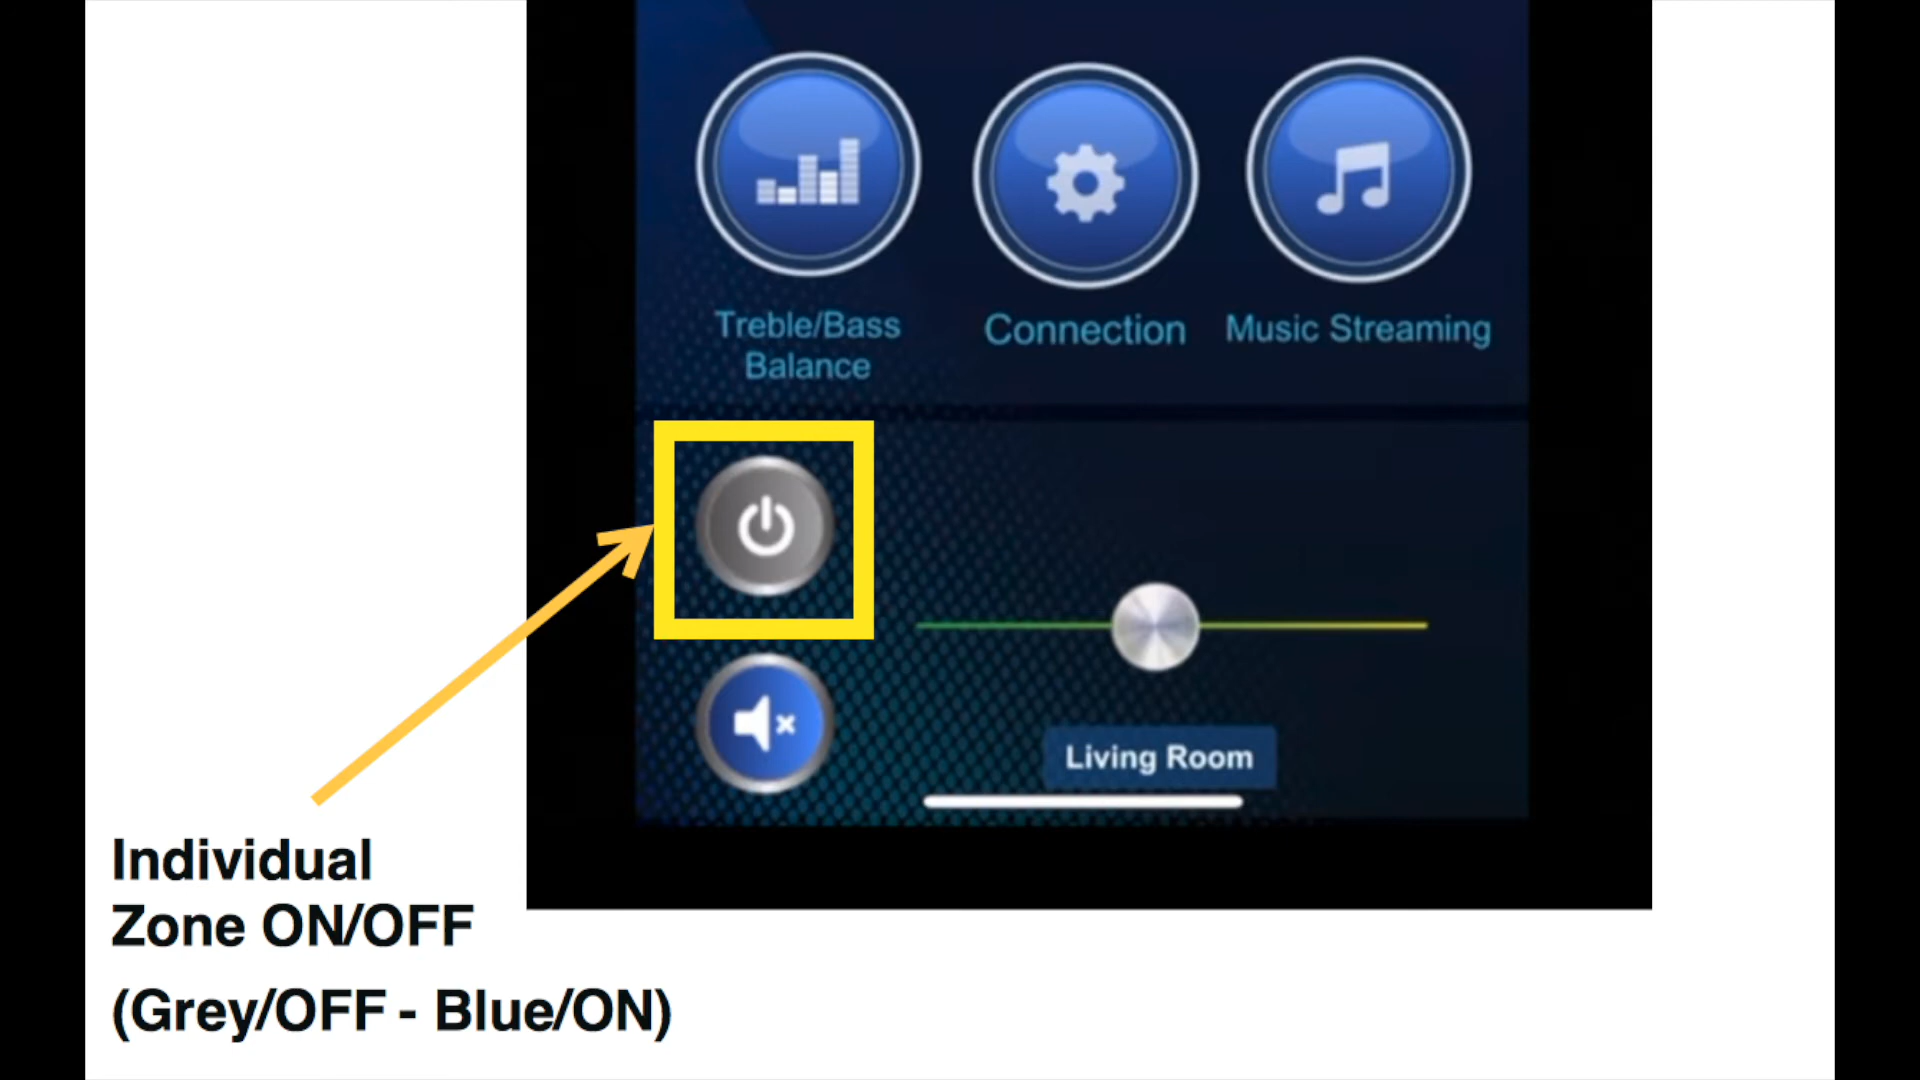 Treble/Bass
Balance
Connection
Music Streaming
Living Room
Individual
Zone ON/OFF
(Grey/OFF - Blue/ON)